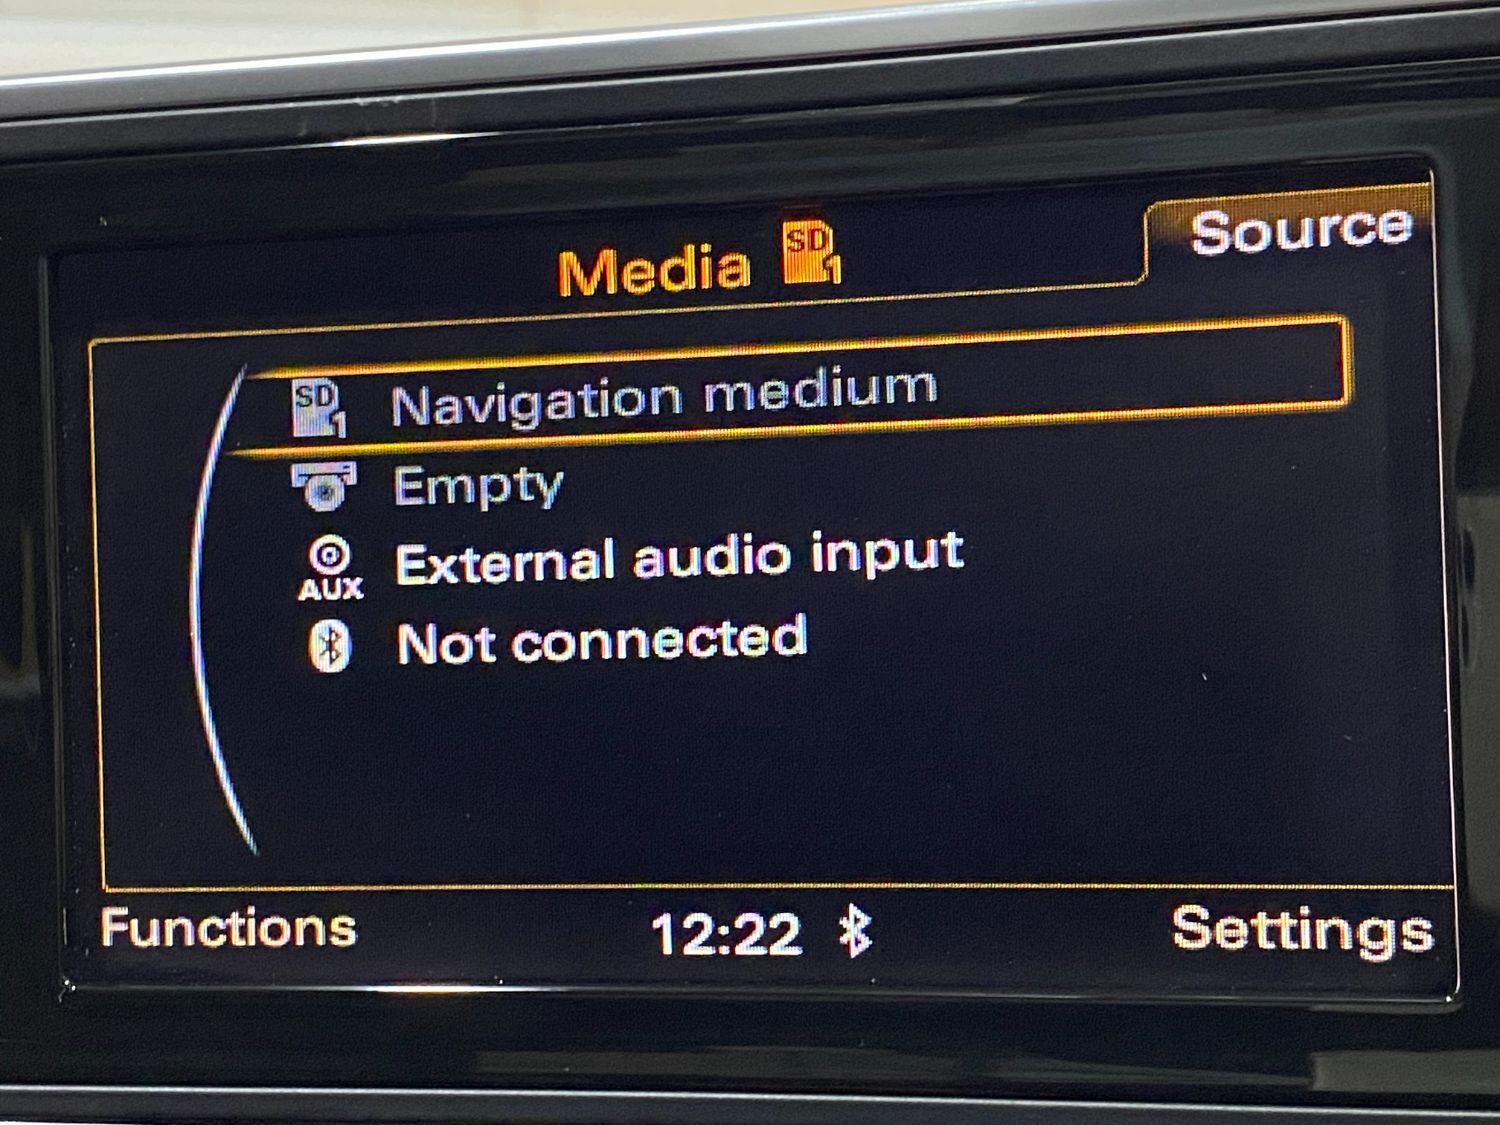 Media SD 1
Source
SD 1 Navigation medium
Empty
AUX External audio input
Not connected
Functions 12:22 Settings